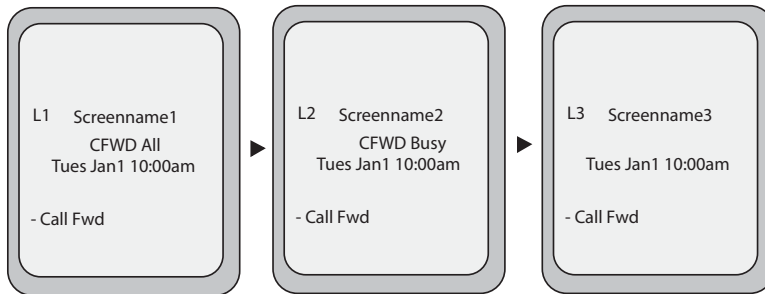 L1 Screenname1
CFWD All
Tues Jan1 10:00am
- Call Fwd
L2 Screenname2
CFWD Busy
Tues Jan1 10:00am
- Call Fwd
L3 Screenname3
Tues Jan1 10:00am
- Call Fwd